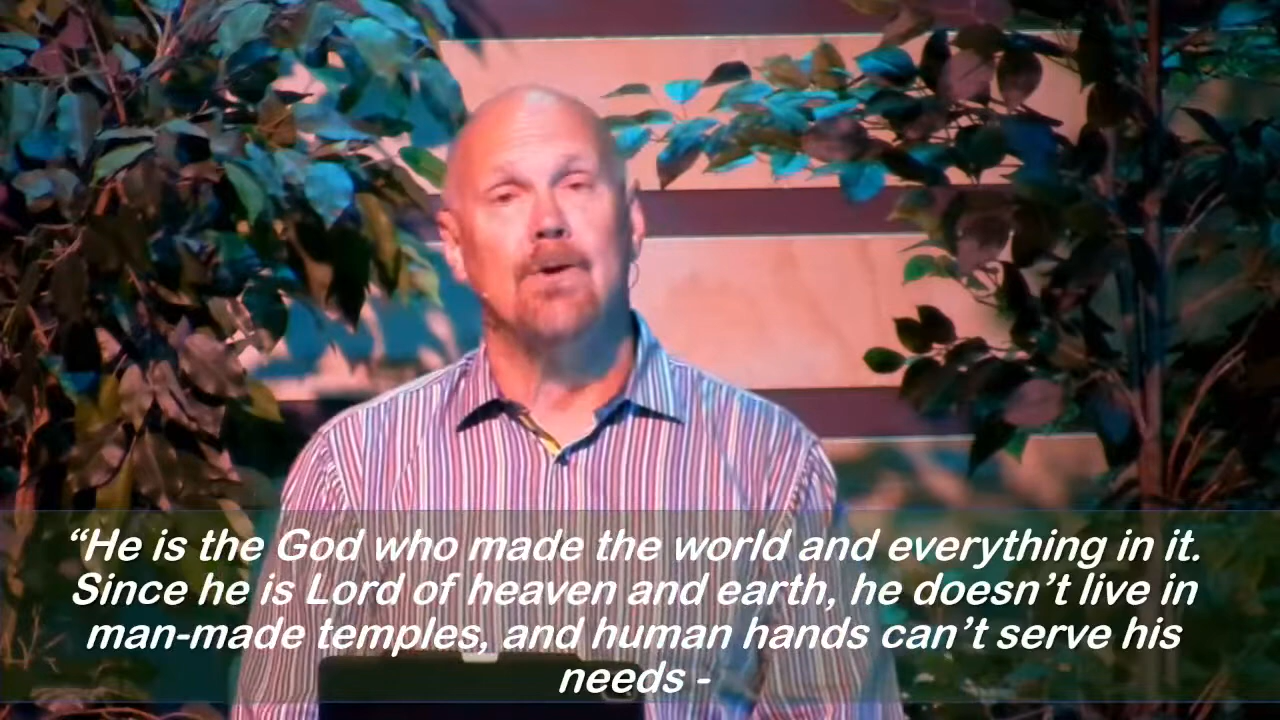 “He is the God who made the world and everything in it.
Since he is Lord of heaven and earth, he doesn’t live in
man-made temples, and human hands can’t serve his
needs -